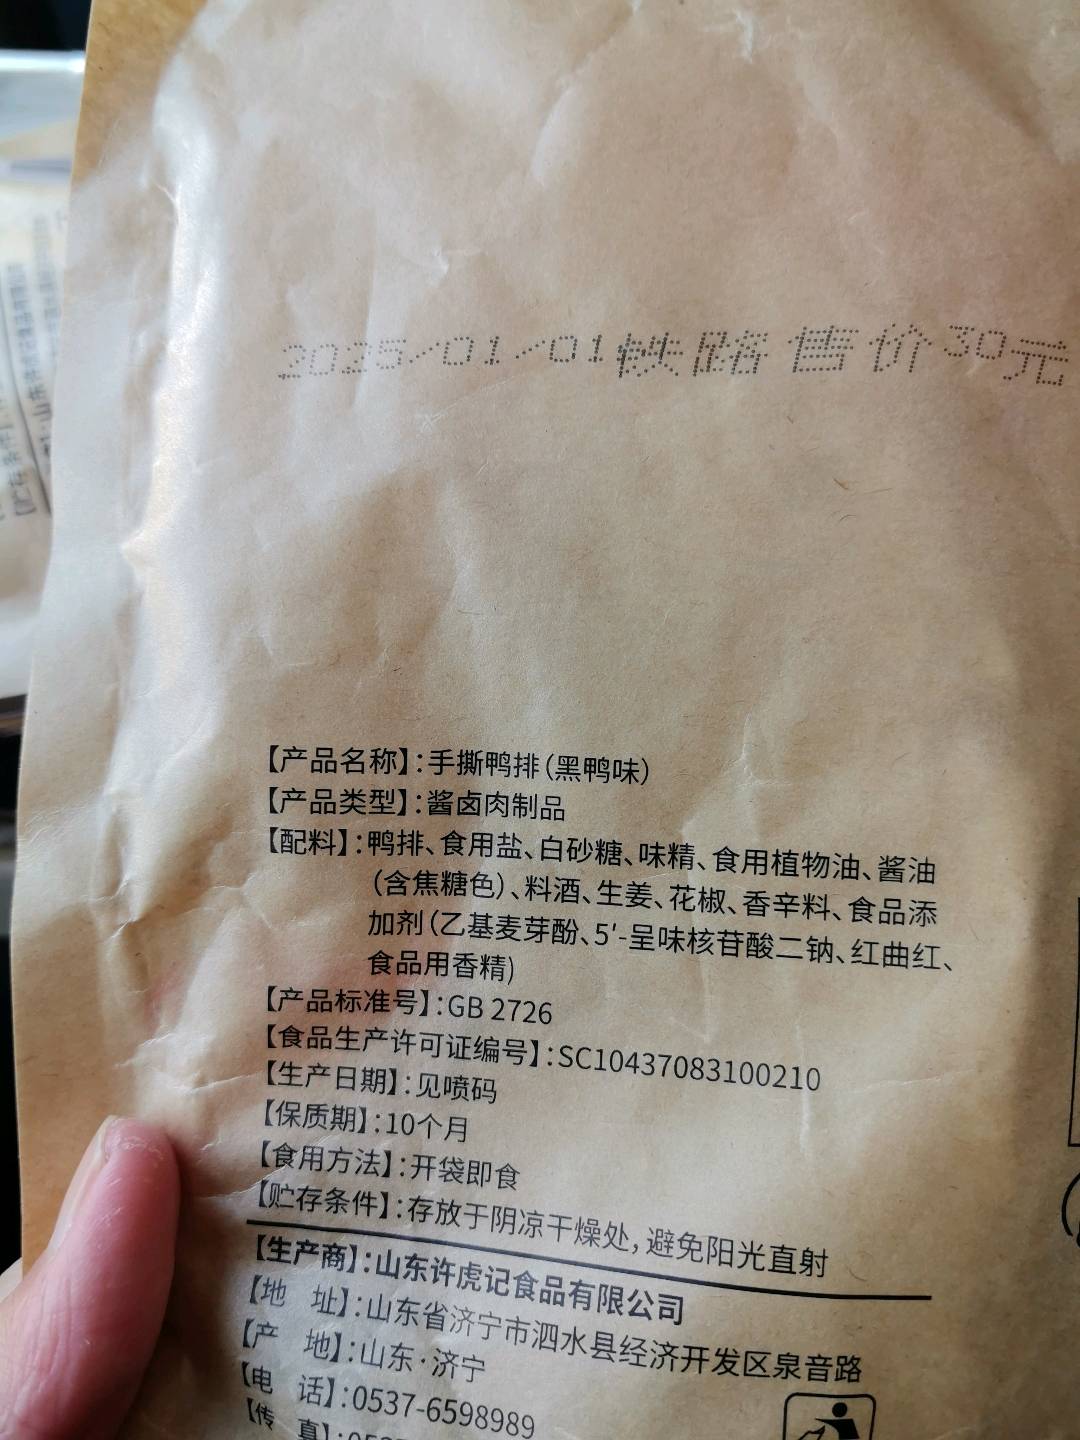 2025/01/01铁路售价30元
【产品名称】:手撕鸭排(黑鸭味)
【产品类型】:酱卤肉制品
【配料】:鸭排、食用盐、白砂糖、味精、食用植物油、酱油
(含焦糖色)、料酒、生姜、花椒、香辛料、食品添
加剂(乙基麦芽酚、5'-呈味核苷酸二钠、红曲红、
食品用香精)
【产品标准号】:GB 2726
【食品生产许可证编号】:SC10437083100210
【生产日期】:见喷码
【保质期】:10个月
【食用方法】:开袋即食
【贮存条件】:存放于阴凉干燥处,避免阳光直射
【生产商】:山东许虎记食品有限公司
【地 址】:山东省济宁市泗水县经济开发区泉音路
【产 地】:山东·济宁
【电 话】:0537-6598989
【传 真】: